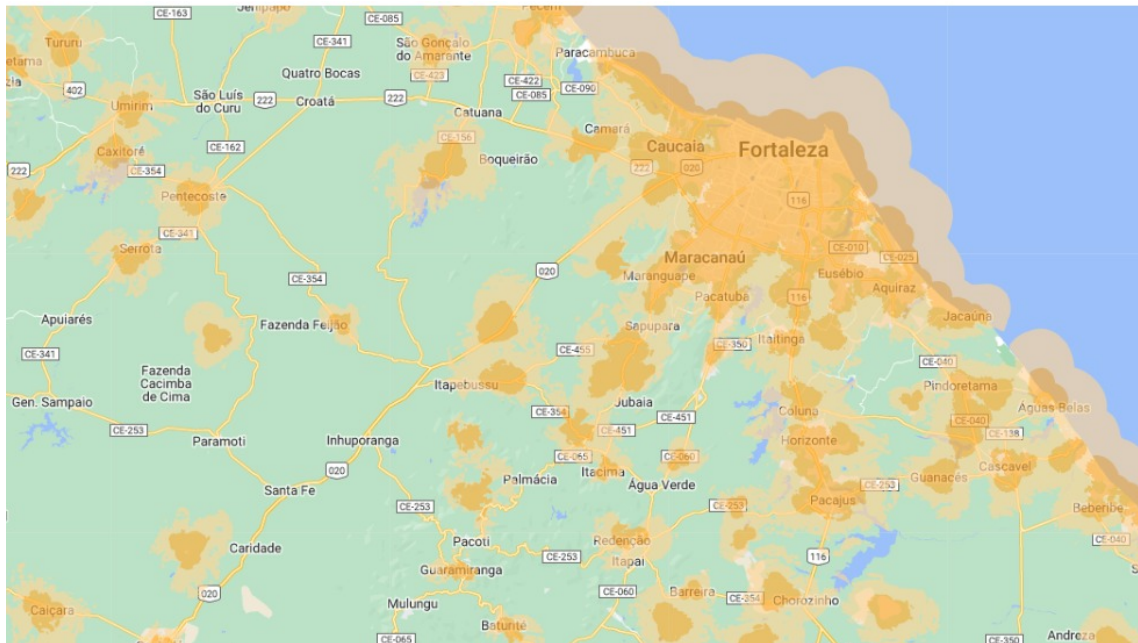 CE-163
Jenipapo
CE-085
Pecém
Tururu
CE-341
São Gonçalo
do Amarante
Paracambuca
Quatro Bocas
CE-423
CE-422
402
São Luís
do Curu
CE-085
CE-090
Umirim
222
Croatá
222
Catuana
Camará
Caucaia
Fortaleza
CE-156
CE-162
Caxitoré
Boqueirão
222
CE-354
222
020
Pentecoste
116
CE-341
Serrota
CE-010
Maracanaú
CE-025
020
Maranguape
Eusébio
CE-354
Pacatuba
116
Aquiraz
Apuiarés
Fazenda Feijão
Sapupara
Jacaúna
CE-341
CE-455
CE-350
Itaitinga
CE-040
Fazenda
Cacimba
de Cima
Itapebussu
Pindoretama
Gen. Sampaio
CE-354
Jubaia
Coluna
Águas Belas
CE-253
CE-451
CE-451
CE-040
CE-138
Paramoti
Inhuporanga
Horizonte
CE-065
CE-060
020
Itacima
Cascavel
Palmácia
Guanacés
Santa Fe
Água Verde
CE-253
CE-253
CE-253
Pacajus
Beberibe
Pacoti
Redenção
CE-040
Caridade
CE-253
Itapaí
116
Guaramiranga
020
CE-060
Barreira
CE-254
Chorozinho
Caiçara
Mulungu
Baturité
CE-065
CE-350
Andreza